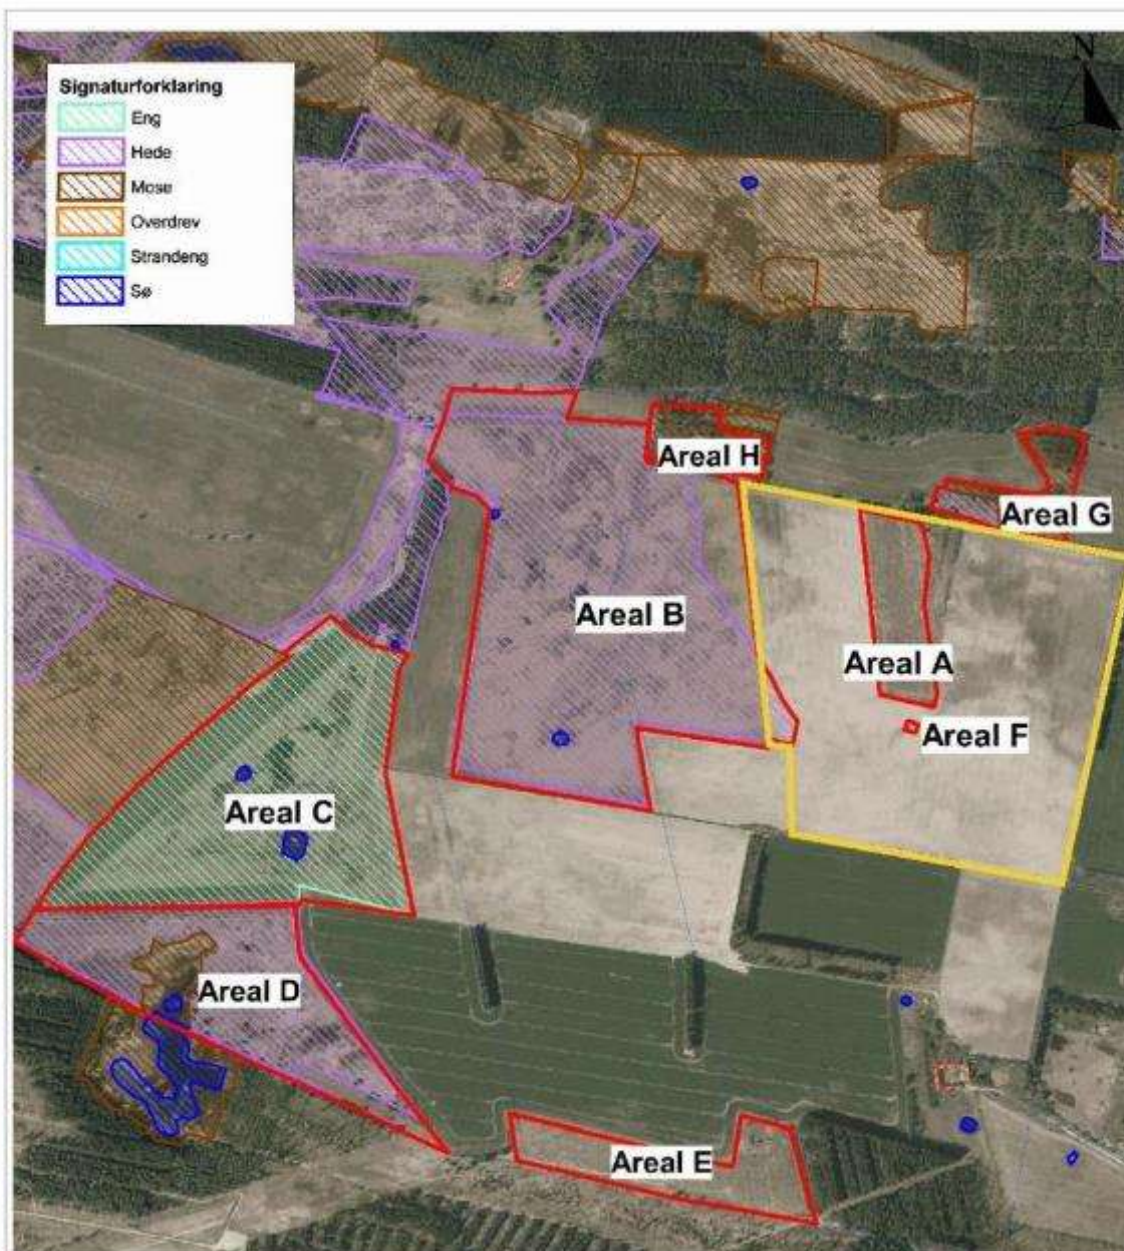 N
Signaturforklaring
Eng
Hede
Mose
Overdrev
Strandeng
Sø
Areal H
Areal G
Areal B
Areal A
Areal F
Areal C
Areal D
Areal E